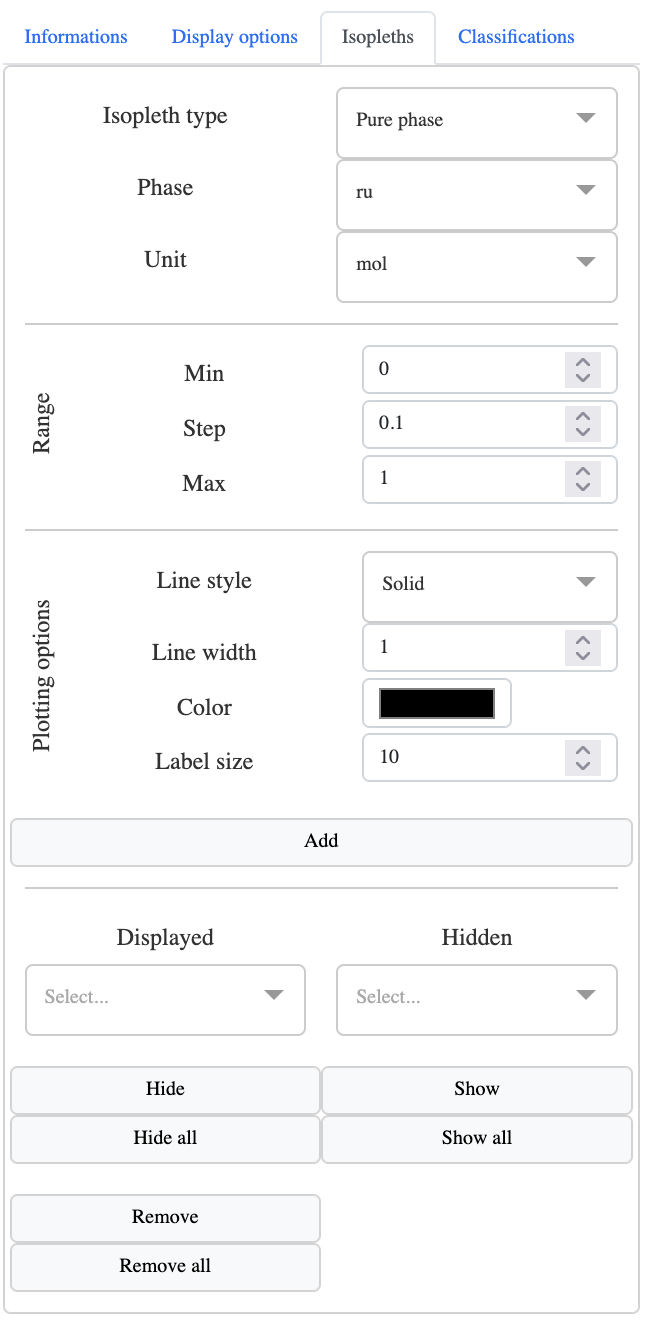 Informations Display options Isopleths Classifications
Isopleth type Pure phase
Phase ru
Unit mol
Range
Min 0
Step 0.1
Max 1
Plotting options
Line style Solid
Line width 1
Color
Label size 10
Add
Displayed Hidden
Select... Select...
Hide Show
Hide all Show all
Remove
Remove all